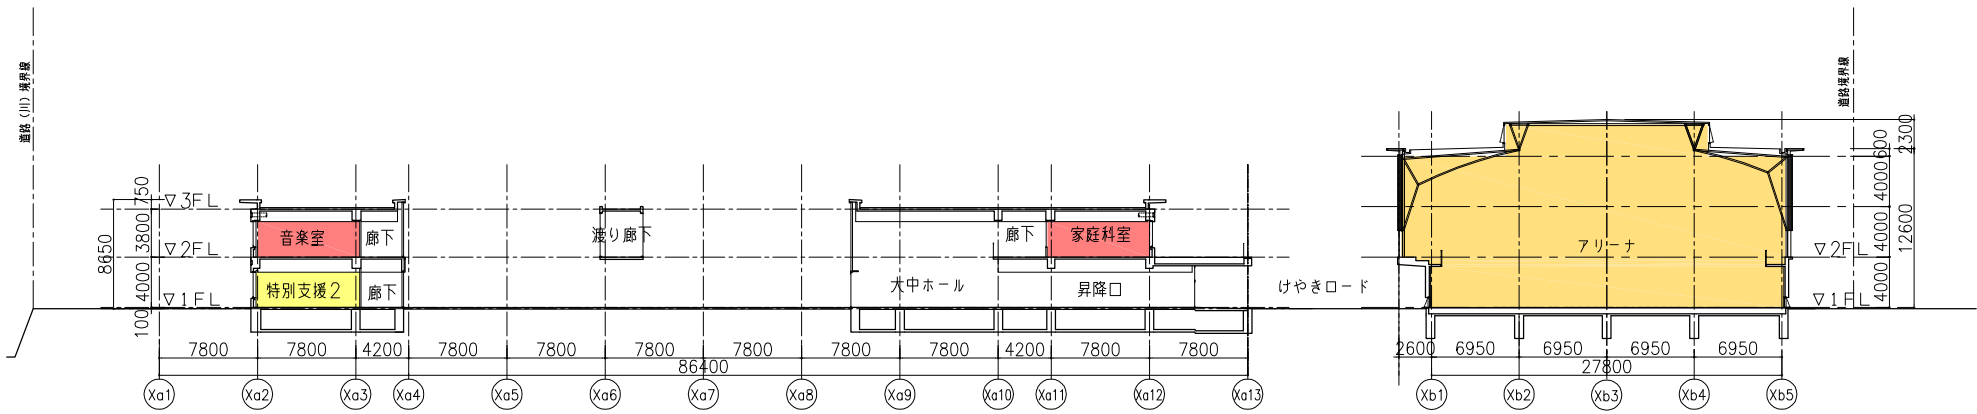 道路（川）境界線
道路境界線
8650
750
3800
4000
100
▽3FL
▽2FL
▽1FL
音楽室
廊下
特別支援2
廊下
渡り廊下
廊下
家庭科室
大中ホール
昇降口
けやきロード
アリーナ
▽2FL
▽1FL
600
4000
4000
4000
2300
12600
7800 7800 4200 7800 7800 7800 7800 7800 7800 4200 7800 7800
86400
2600 6950 6950 6950 6950
27800
Xa1 Xa2 Xa3 Xa4 Xa5 Xa6 Xa7 Xa8 Xa9 Xa10 Xa11 Xa12 Xa13
Xb1 Xb2 Xb3 Xb4 Xb5